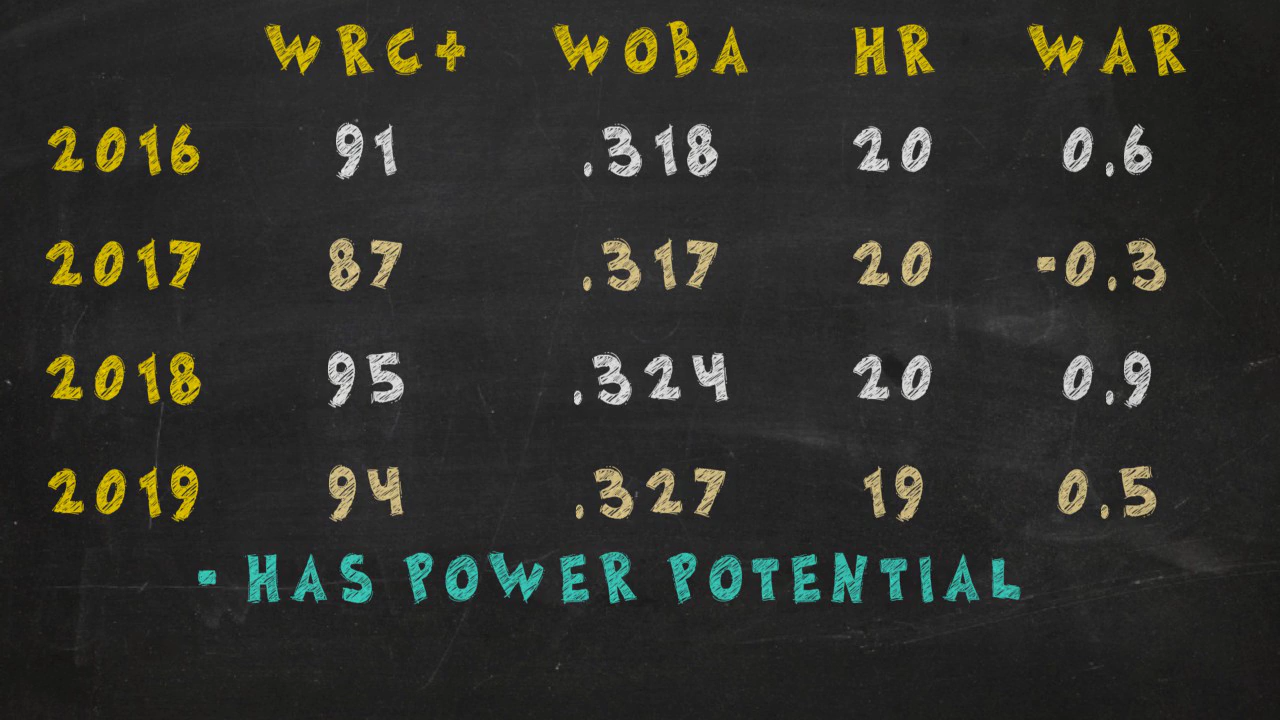 WRC+ WOBA HR WAR
2016 91 .318 20 0.6
2017 87 .317 20 -0.3
2018 95 .324 20 0.9
2019 94 .327 19 0.5
- HAS POWER POTENTIAL